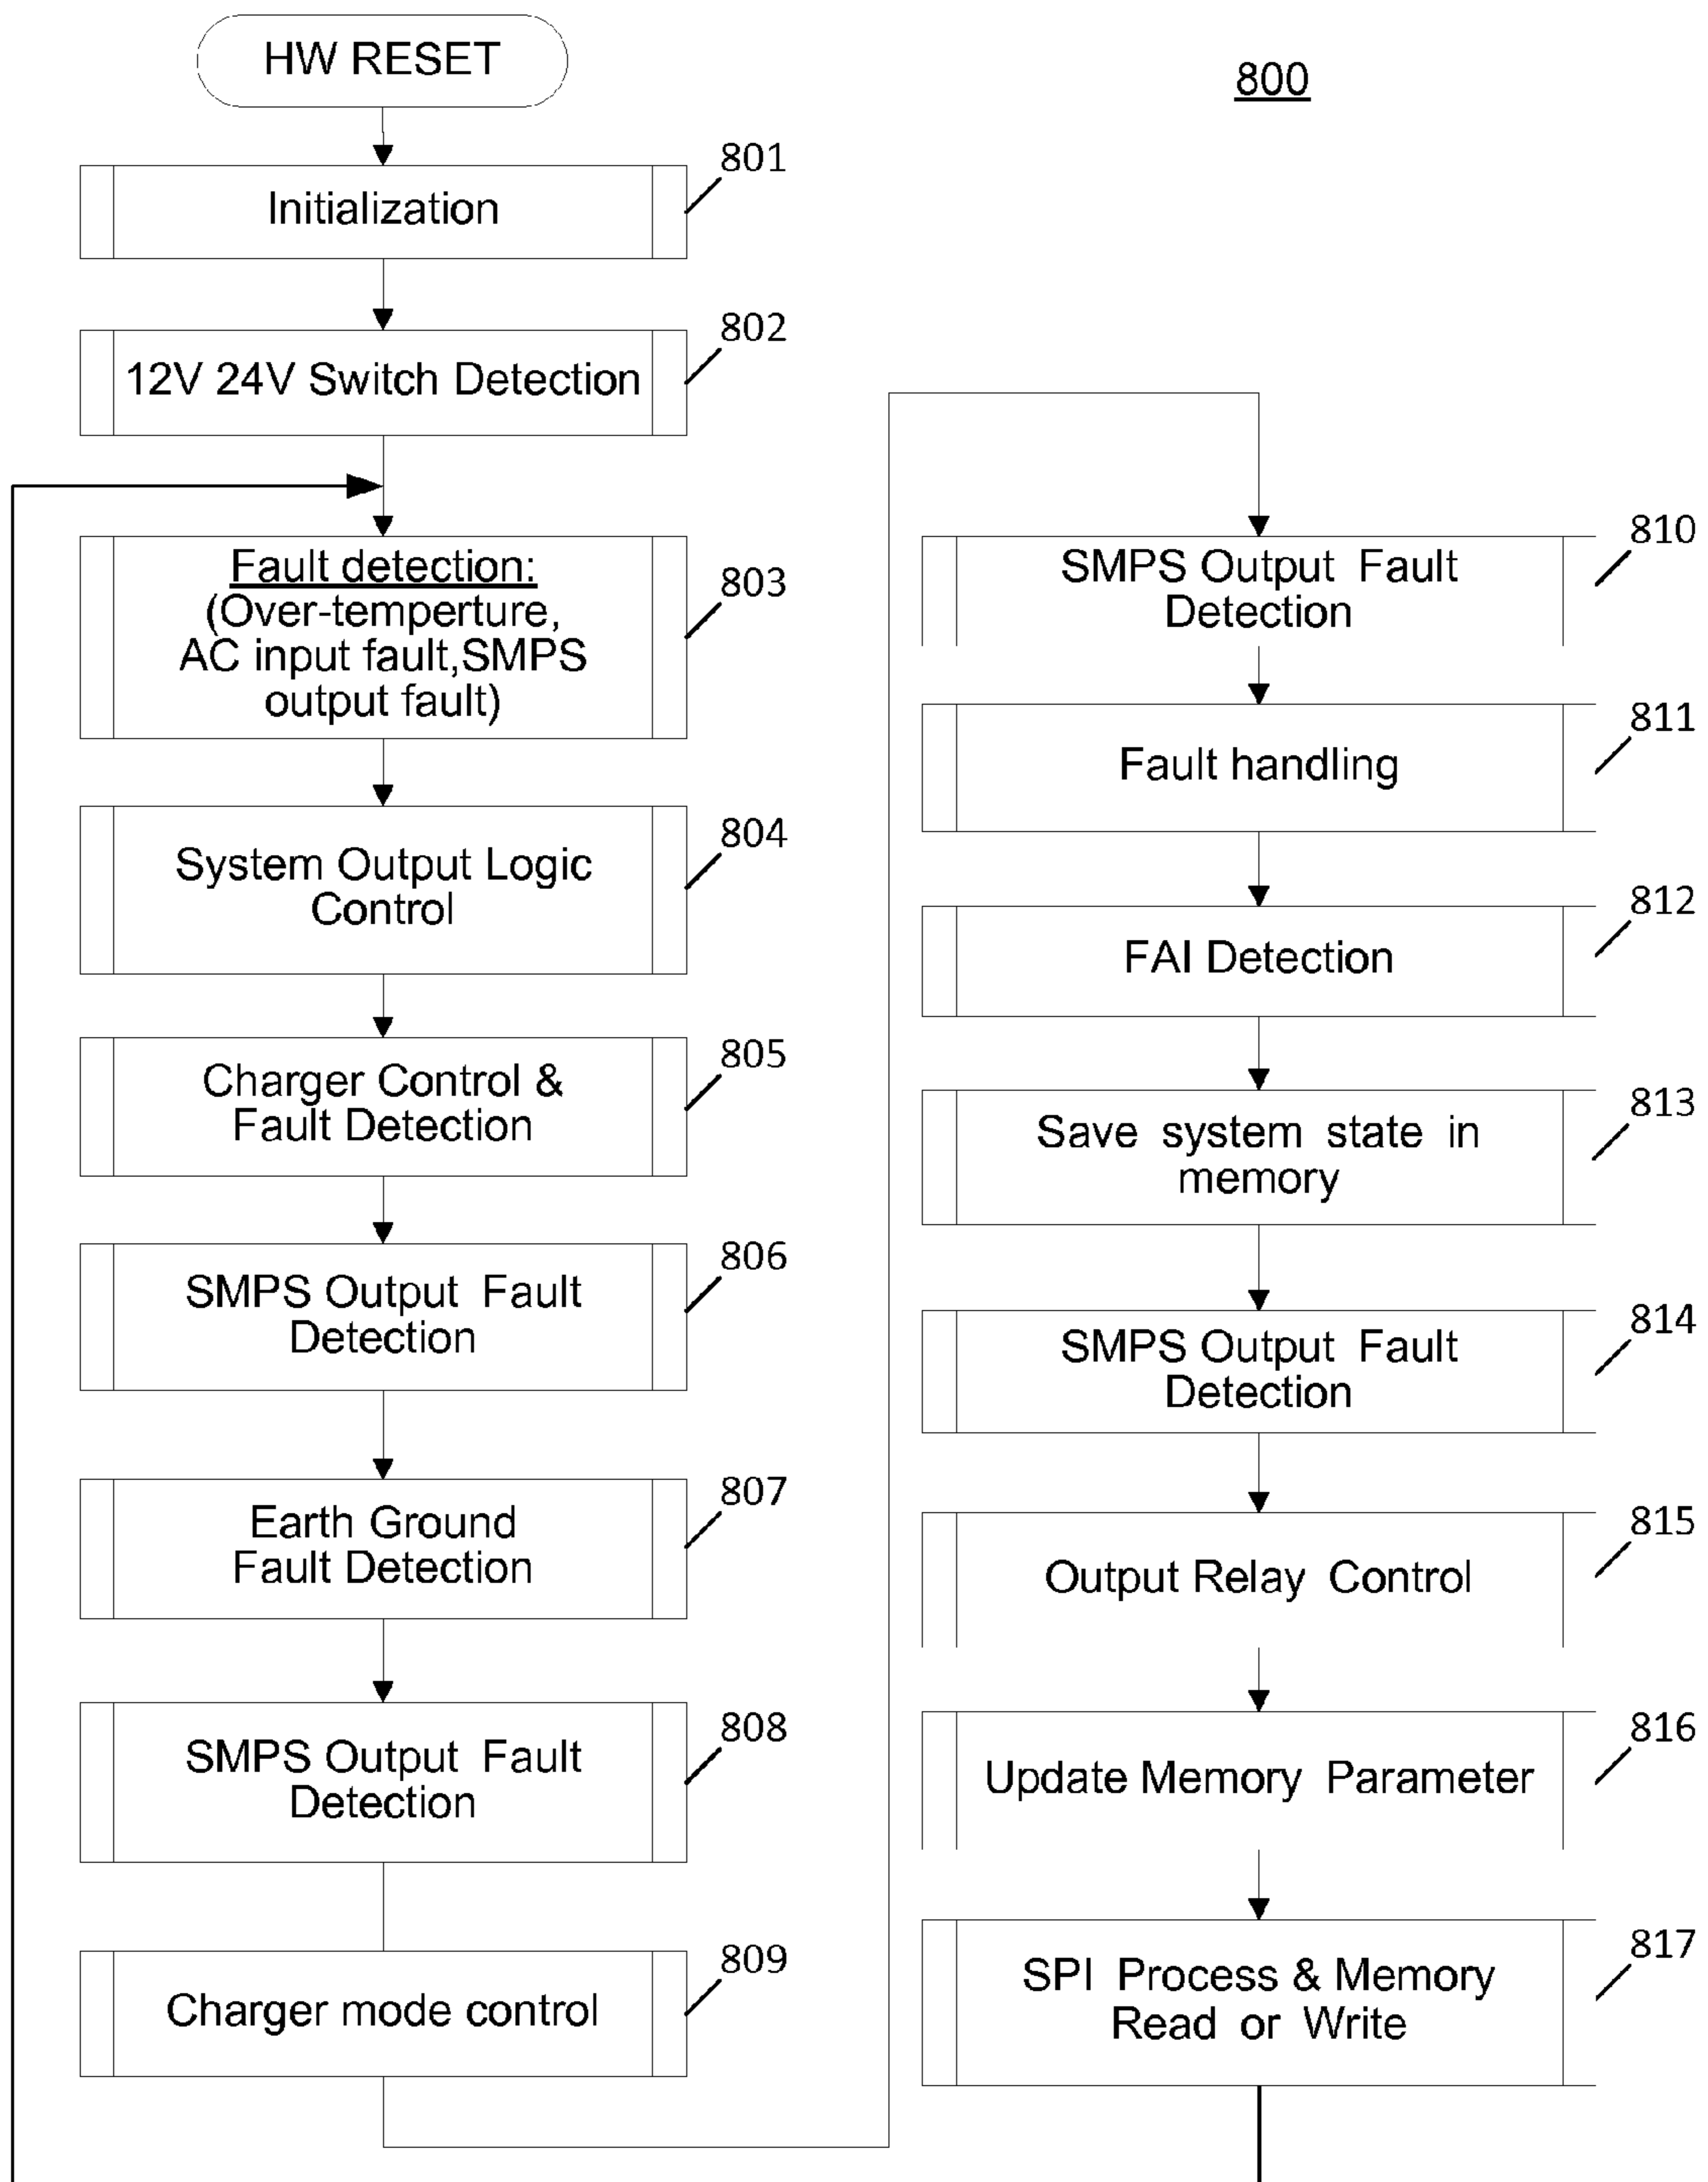 HW RESET
800
801
Initialization
802
12V 24V Switch Detection
803
Fault detection:
(Over-temperture,
AC input fault,SMPS
output fault)
804
System Output Logic
Control
805
Charger Control &
Fault Detection
806
SMPS Output Fault
Detection
807
Earth Ground
Fault Detection
808
SMPS Output Fault
Detection
809
Charger mode control
810
SMPS Output Fault
Detection
811
Fault handling
812
FAI Detection
813
Save system state in
memory
814
SMPS Output Fault
Detection
815
Output Relay Control
816
Update Memory Parameter
817
SPI Process & Memory
Read or Write